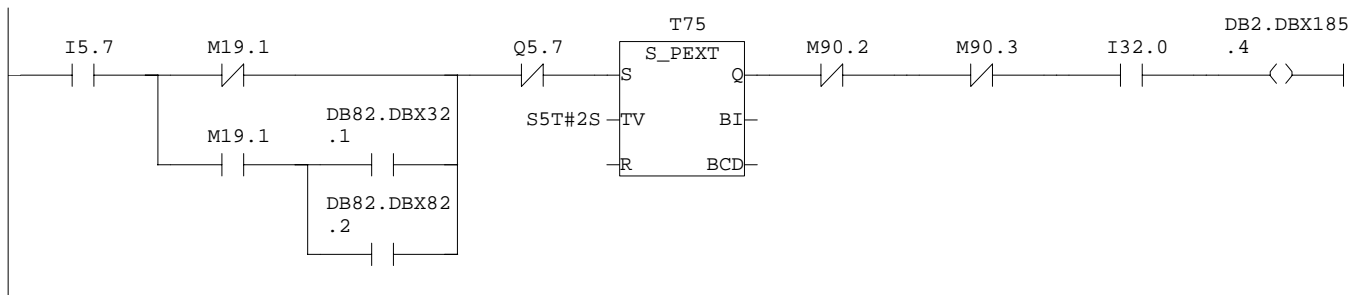 T75
DB2.DBX185
.4
I5.7
M19.1
Q5.7
S_PEXT
M90.2
M90.3
I32.0
S
Q
S5T#2S
TV
BI
DB82.DBX32
.1
M19.1
R
BCD
DB82.DBX82
.2